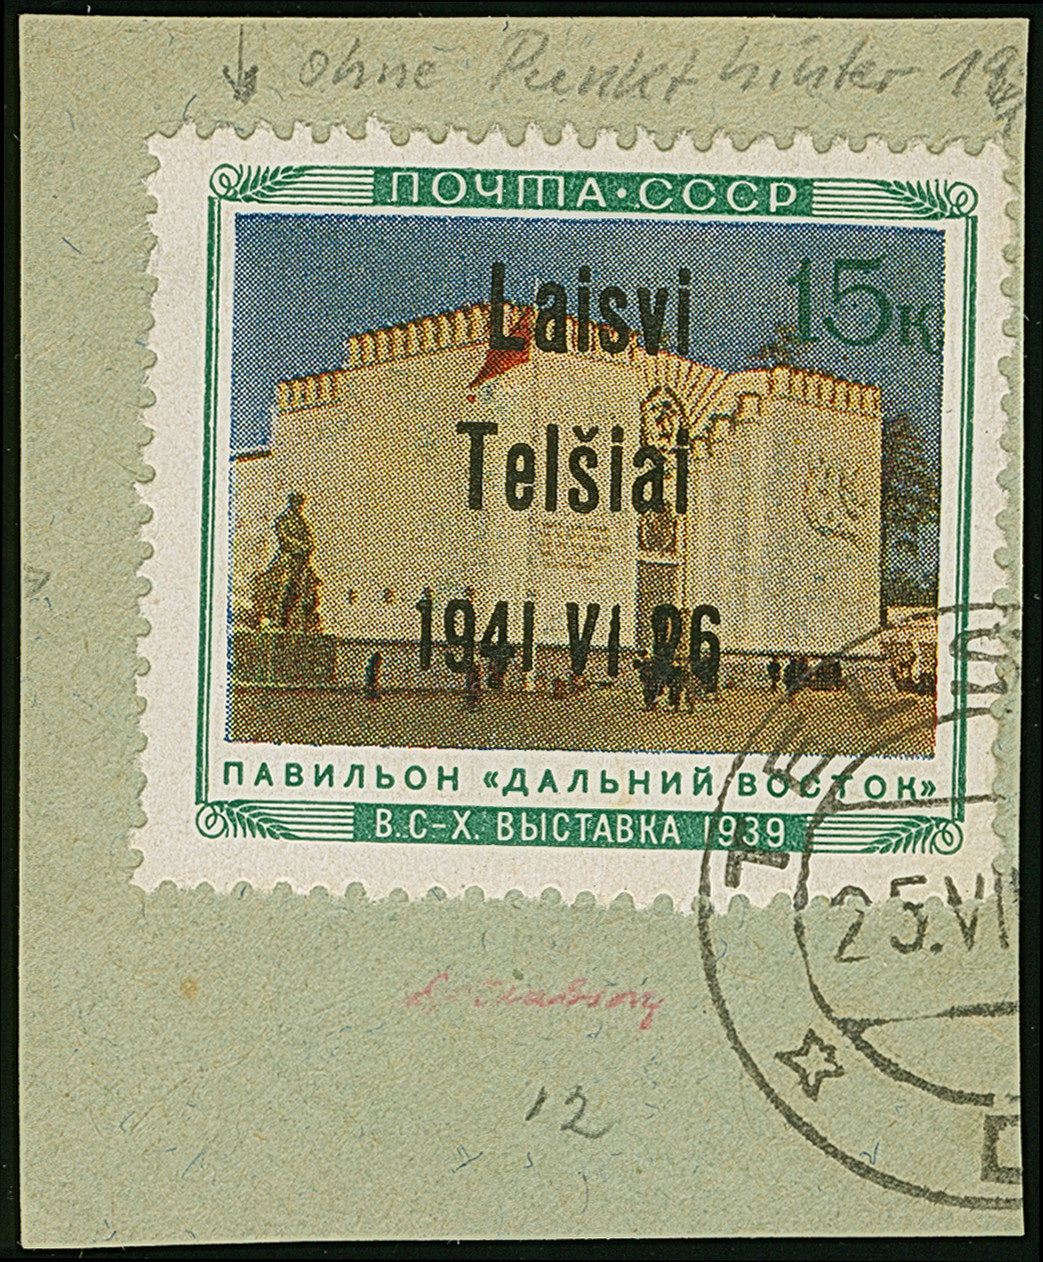 ohne Punkt hinter 19
ПОЧТА·СССР
15к
Laisvi
Telšiai
1941 VI.26
ПАВИЛЬОН «ДАЛЬНИЙ ВОСТОК»
В.С-Х. ВЫСТАВКА 1939
TELŠ
25.VI
12